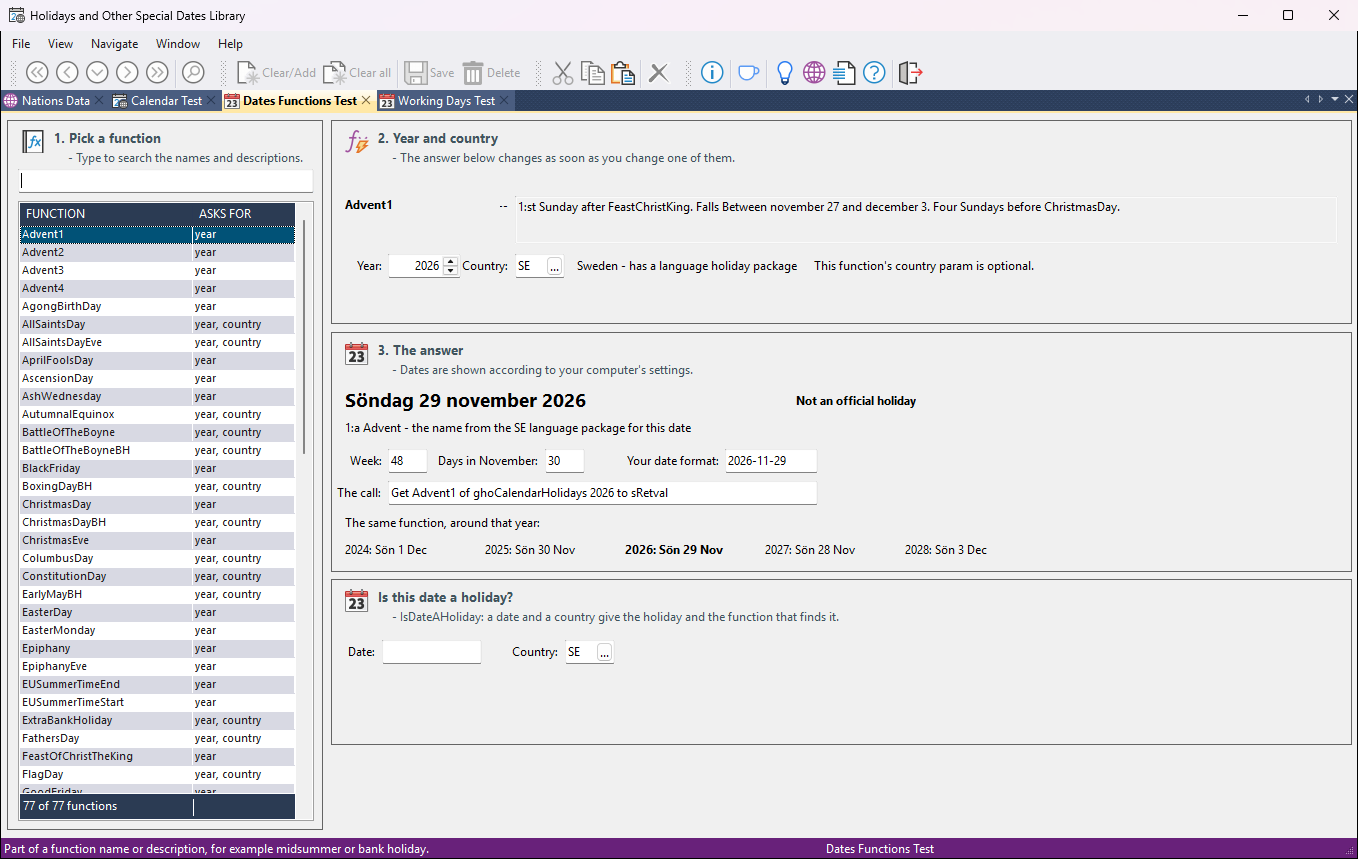 Holidays and Other Special Dates Library
File View Navigate Window Help
Clear/Add Clear all Save Delete
Nations Data Calendar Test Dates Functions Test Working Days Test
1. Pick a function
- Type to search the names and descriptions.
FUNCTION ASKS FOR
Advent1 year
Advent2 year
Advent3 year
Advent4 year
AgongBirthDay year
AllSaintsDay year, country
AllSaintsDayEve year, country
AprilFoolsDay year
AscensionDay year
AshWednesday year
AutumnalEquinox year, country
BattleOfTheBoyne year, country
BattleOfTheBoyneBH year, country
BlackFriday year
BoxingDayBH year, country
ChristmasDay year
ChristmasDayBH year, country
ChristmasEve year
ColumbusDay year, country
ConstitutionDay year, country
EarlyMayBH year, country
EasterDay year
EasterMonday year
Epiphany year
EpiphanyEve year
EUSummerTimeEnd year
EUSummerTimeStart year
ExtraBankHoliday year, country
FathersDay year, country
FeastOfChristTheKing year
FlagDay year, country
GoodFriday year
77 of 77 functions
2. Year and country
- The answer below changes as soon as you change one of them.
Advent1 -- 1:st Sunday after FeastChristKing. Falls Between november 27 and december 3. Four Sundays before ChristmasDay.
Year: 2026 Country: SE ... Sweden - has a language holiday package This function's country param is optional.
23
3. The answer
- Dates are shown according to your computer's settings.
Söndag 29 november 2026 Not an official holiday
1:a Advent - the name from the SE language package for this date
Week: 48 Days in November: 30 Your date format: 2026-11-29
The call: Get Advent1 of ghoCalendarHolidays 2026 to sRetval
The same function, around that year:
2024: Sön 1 Dec 2025: Sön 30 Nov 2026: Sön 29 Nov 2027: Sön 28 Nov 2028: Sön 3 Dec
23
Is this date a holiday?
- IsDateAHoliday: a date and a country give the holiday and the function that finds it.
Date: Country: SE ...
Part of a function name or description, for example midsummer or bank holiday. Dates Functions Test